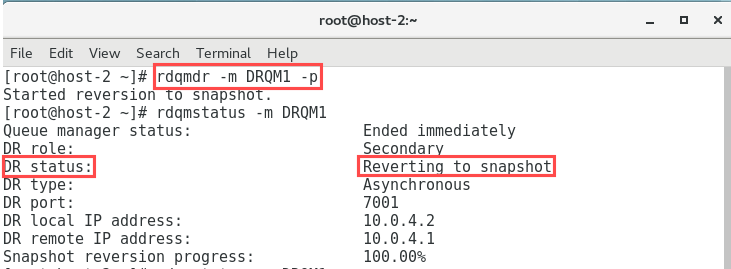 root@host-2:~
File Edit View Search Terminal Help
[root@host-2 ~]# rdqmdr -m DRQM1 -p
Started reversion to snapshot.
[root@host-2 ~]# rdqmstatus -m DRQM1
Queue manager status: Ended immediately
DR role: Secondary
DR status: Reverting to snapshot
DR type: Asynchronous
DR port: 7001
DR local IP address: 10.0.4.2
DR remote IP address: 10.0.4.1
Snapshot reversion progress: 100.00%